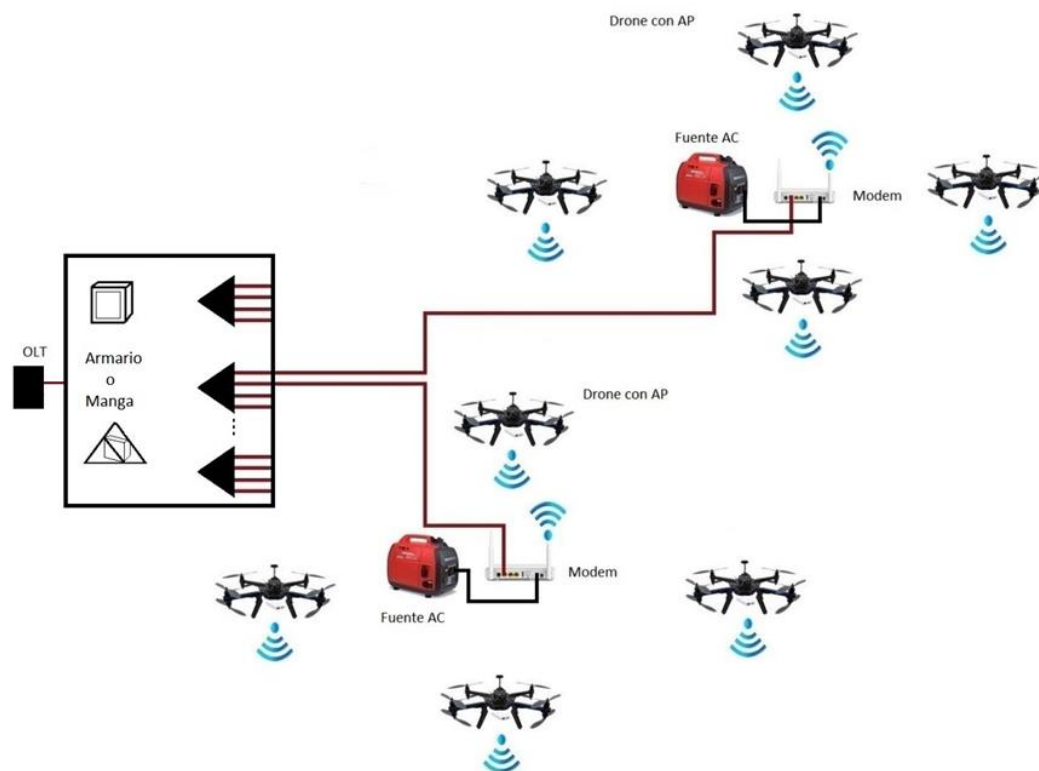 Drone con AP
Fuente AC
Modem
OLT
Armario
o
Manga
Drone con AP
Modem
Fuente AC